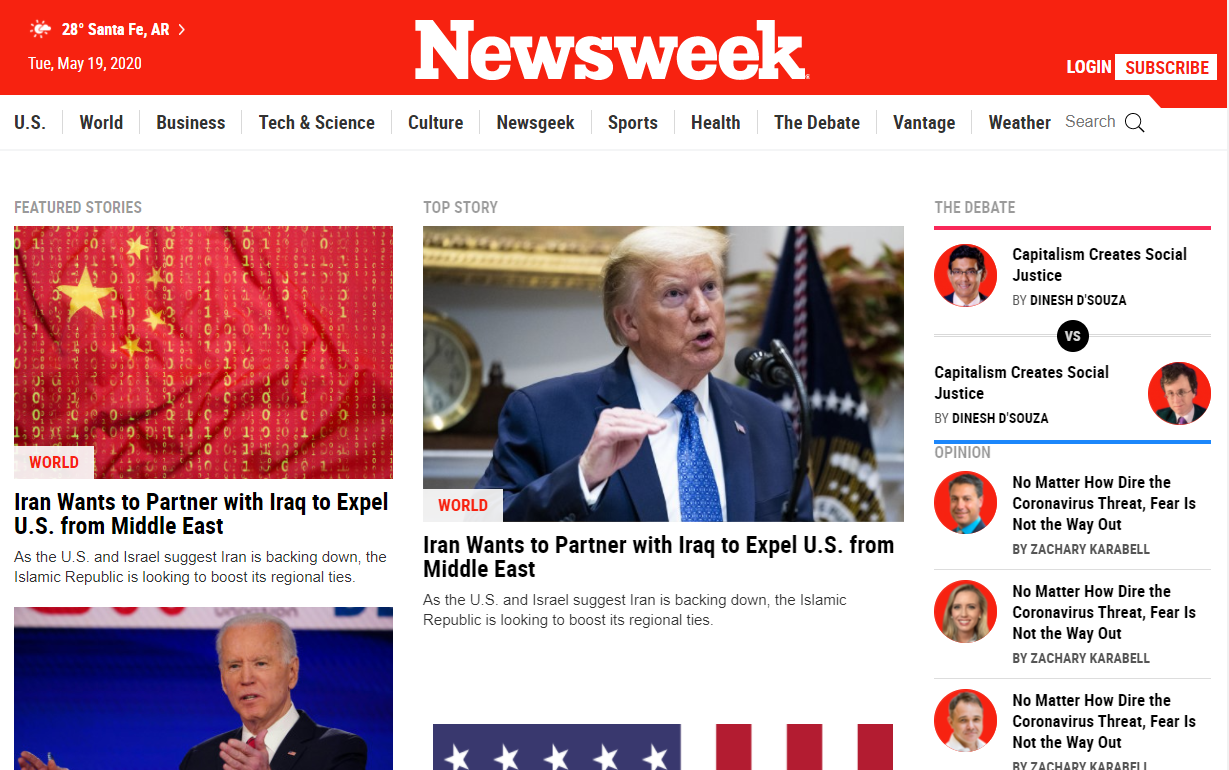 28° Santa Fe, AR
Tue, May 19, 2020
Newsweek
LOGIN SUBSCRIBE
U.S. World Business Tech & Science Culture Newsgeek Sports Health The Debate Vantage Weather Search
FEATURED STORIES
WORLD
Iran Wants to Partner with Iraq to Expel
U.S. from Middle East
As the U.S. and Israel suggest Iran is backing down, the
Islamic Republic is looking to boost its regional ties.
TOP STORY
WORLD
Iran Wants to Partner with Iraq to Expel U.S. from
Middle East
As the U.S. and Israel suggest Iran is backing down, the Islamic
Republic is looking to boost its regional ties.
THE DEBATE
Capitalism Creates Social
Justice
BY DINESH D'SOUZA
VS
Capitalism Creates Social
Justice
BY DINESH D'SOUZA
OPINION
No Matter How Dire the
Coronavirus Threat, Fear Is
Not the Way Out
BY ZACHARY KARABELL
No Matter How Dire the
Coronavirus Threat, Fear Is
Not the Way Out
BY ZACHARY KARABELL
No Matter How Dire the
Coronavirus Threat, Fear Is
Not the Way Out
BY ZACHARY KARABELL